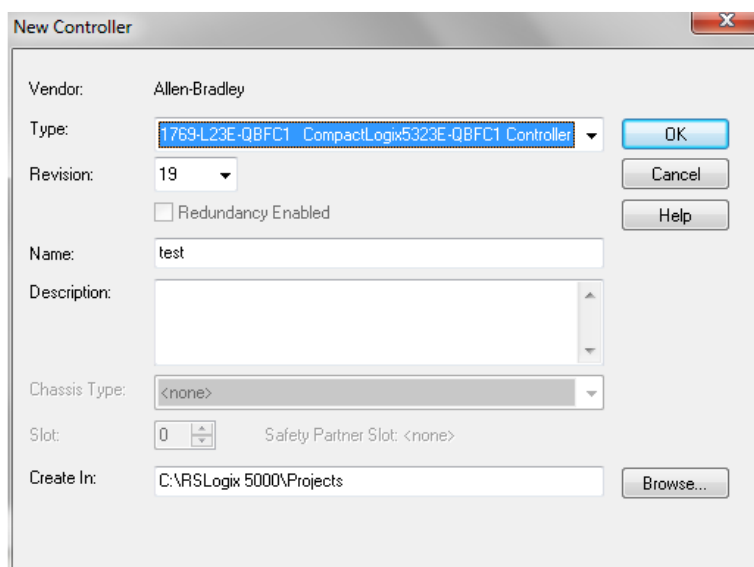 New Controller
X
Vendor: Allen-Bradley
Type: 1769-L23E-QBFC1 CompactLogix5323E-QBFC1 Controller OK
Revision: 19 Cancel
Redundancy Enabled Help
Name: test
Description:
Chassis Type: <none>
Slot: 0 Safety Partner Slot: <none>
Create In: C:\RSLogix 5000\Projects Browse...